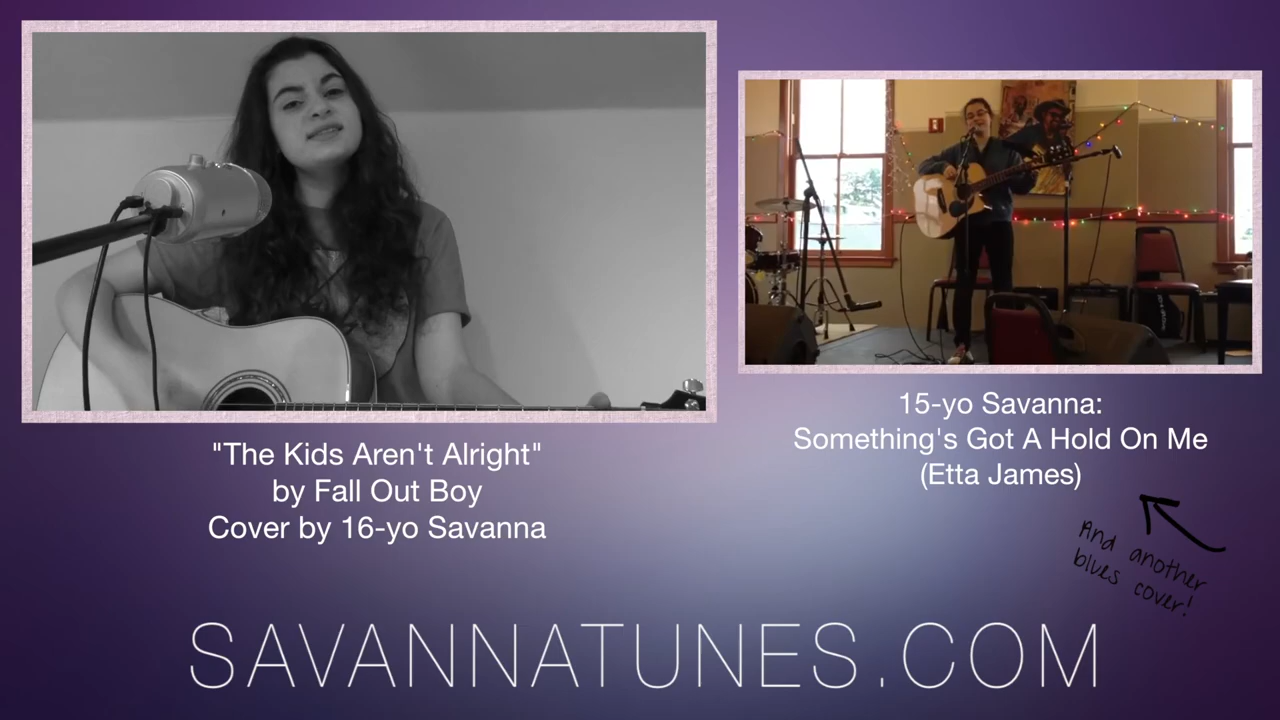 "The Kids Aren't Alright"
by Fall Out Boy
Cover by 16-yo Savanna
15-yo Savanna:
Something's Got A Hold On Me
(Etta James)
And another
blues cover!
SAVANNATUNES.COM